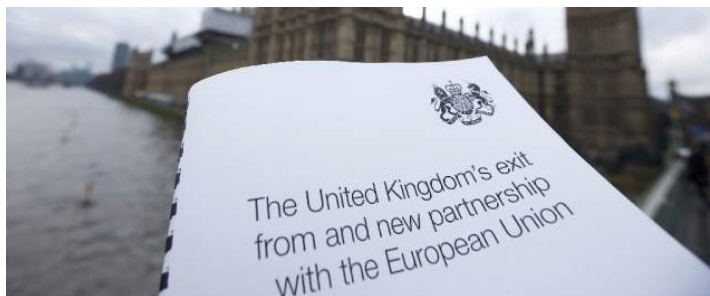 The United Kingdom's exit
from and new partnership
with the European Union